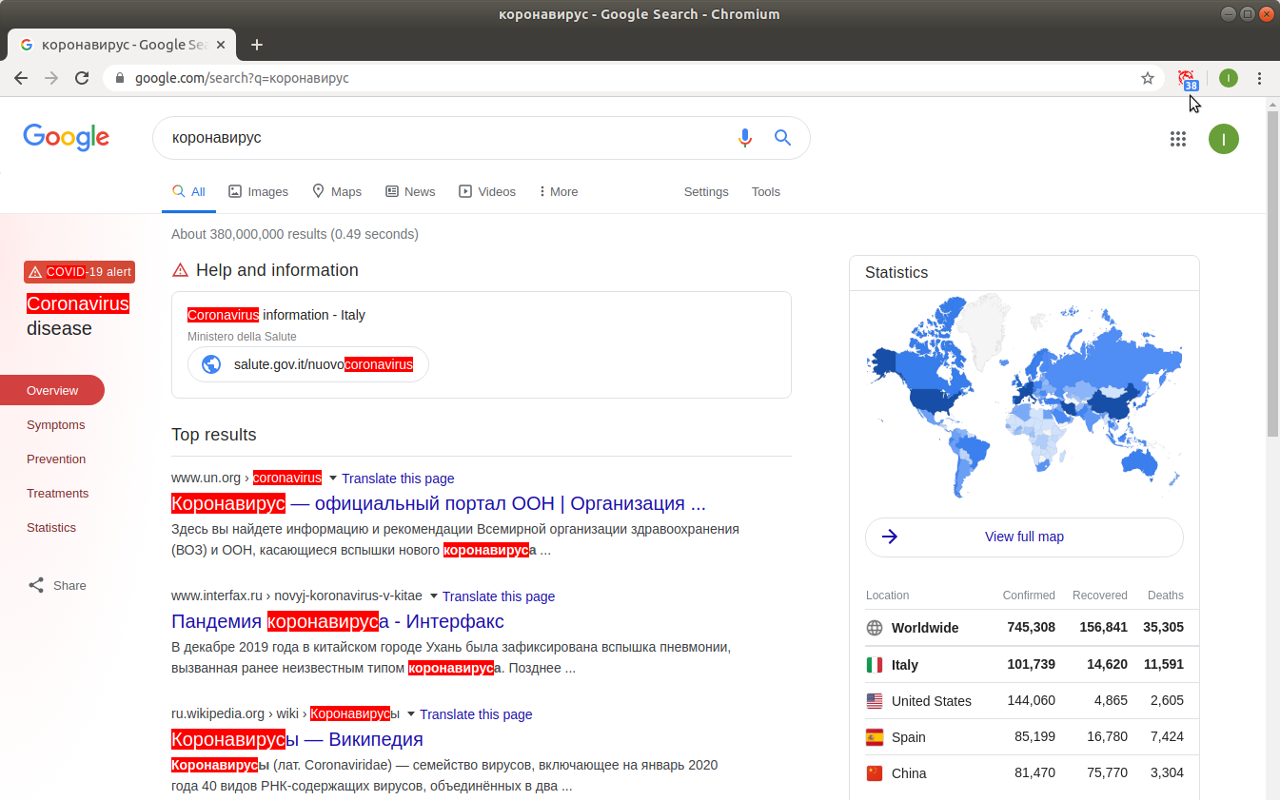 коронавирус - Google Search - Chromium
коронавирус - Google Sea
google.com/search?q=коронавирус
38
I
Google
коронавирус
I
All
Images
Maps
News
Videos
More
Settings
Tools
About 380,000,000 results (0.49 seconds)
COVID-19 alert
Coronavirus
disease
Overview
Symptoms
Prevention
Treatments
Statistics
Share
Help and information
Coronavirus information - Italy
Ministero della Salute
salute.gov.it/nuovocoronavirus
Top results
www.un.org › coronavirus Translate this page
Коронавирус — официальный портал ООН | Организация ...
Здесь вы найдете информацию и рекомендации Всемирной организации здравоохранения
(ВОЗ) и ООН, касающиеся вспышки нового коронавируса ...
www.interfax.ru › novyj-koronavirus-v-kitae Translate this page
Пандемия коронавируса - Интерфакс
В декабре 2019 года в китайском городе Ухань была зафиксирована вспышка пневмонии,
вызванная ранее неизвестным типом коронавируса. Позднее ...
ru.wikipedia.org › wiki › Коронавирусы Translate this page
Коронавирусы — Википедия
Коронавирусы (лат. Coronaviridae) — семейство вирусов, включающее на январь 2020
года 40 видов РНК-содержащих вирусов, объединённых в два ...
Statistics
View full map
Location Confirmed Recovered Deaths
Worldwide 745,308 156,841 35,305
Italy 101,739 14,620 11,591
United States 144,060 4,865 2,605
Spain 85,199 16,780 7,424
China 81,470 75,770 3,304